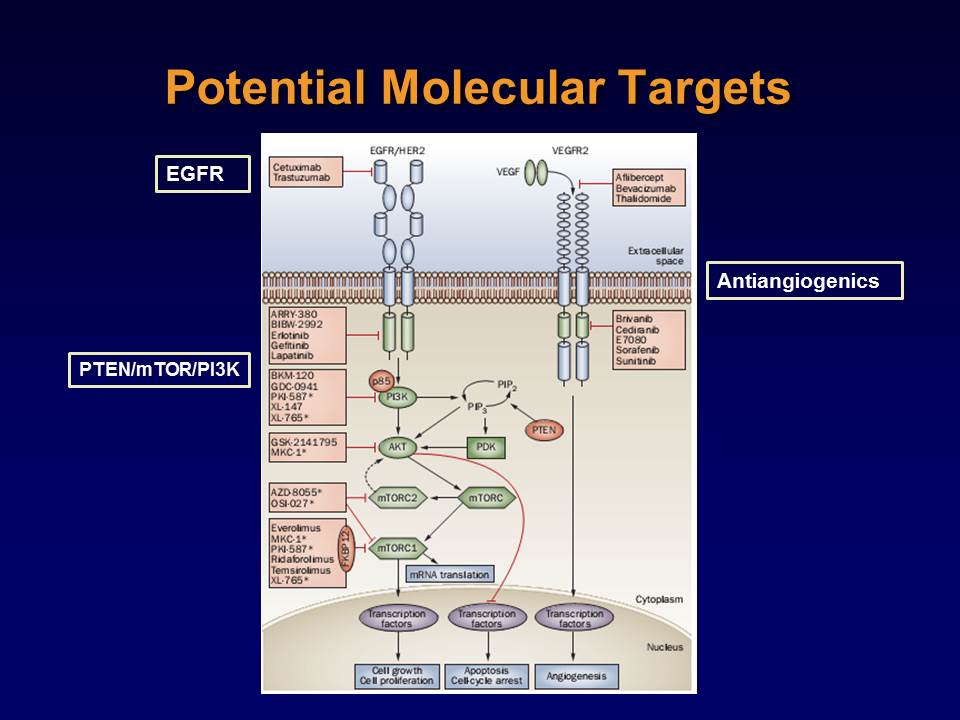 Potential Molecular Targets
EGFR
EGFR/HER2
VEGFR2
Cetuximab
Trastuzumab
VEGF
Aflibercept
Bevacizumab
Thalidomide
Extracellular
space
Antiangiogenics
ARRY-380
BIBW-2992
Erlotinib
Gefitinib
Lapatinib
Brivanib
Cediranib
E7080
Sorafenib
Sunitinib
PTEN/mTOR/PI3K
BKM-120
GDC-0941
PKI-587*
XL-147
XL-765*
p85
PI3K
PIP2
PIP3
PTEN
GSK-2141795
MKC-1*
AKT
PDK
AZD-8055*
OSI-027*
mTORC2
mTORC
Everolimus
MKC-1*
PKI-587*
Ridaforolimus
Temsirolimus
XL-765*
FKBP12
mTORC1
mRNA translation
Cytoplasm
Transcription
factors
Transcription
factors
Transcription
factors
Nucleus
Cell growth
Cell proliferation
Apoptosis
Cell-cycle arrest
Angiogenesis